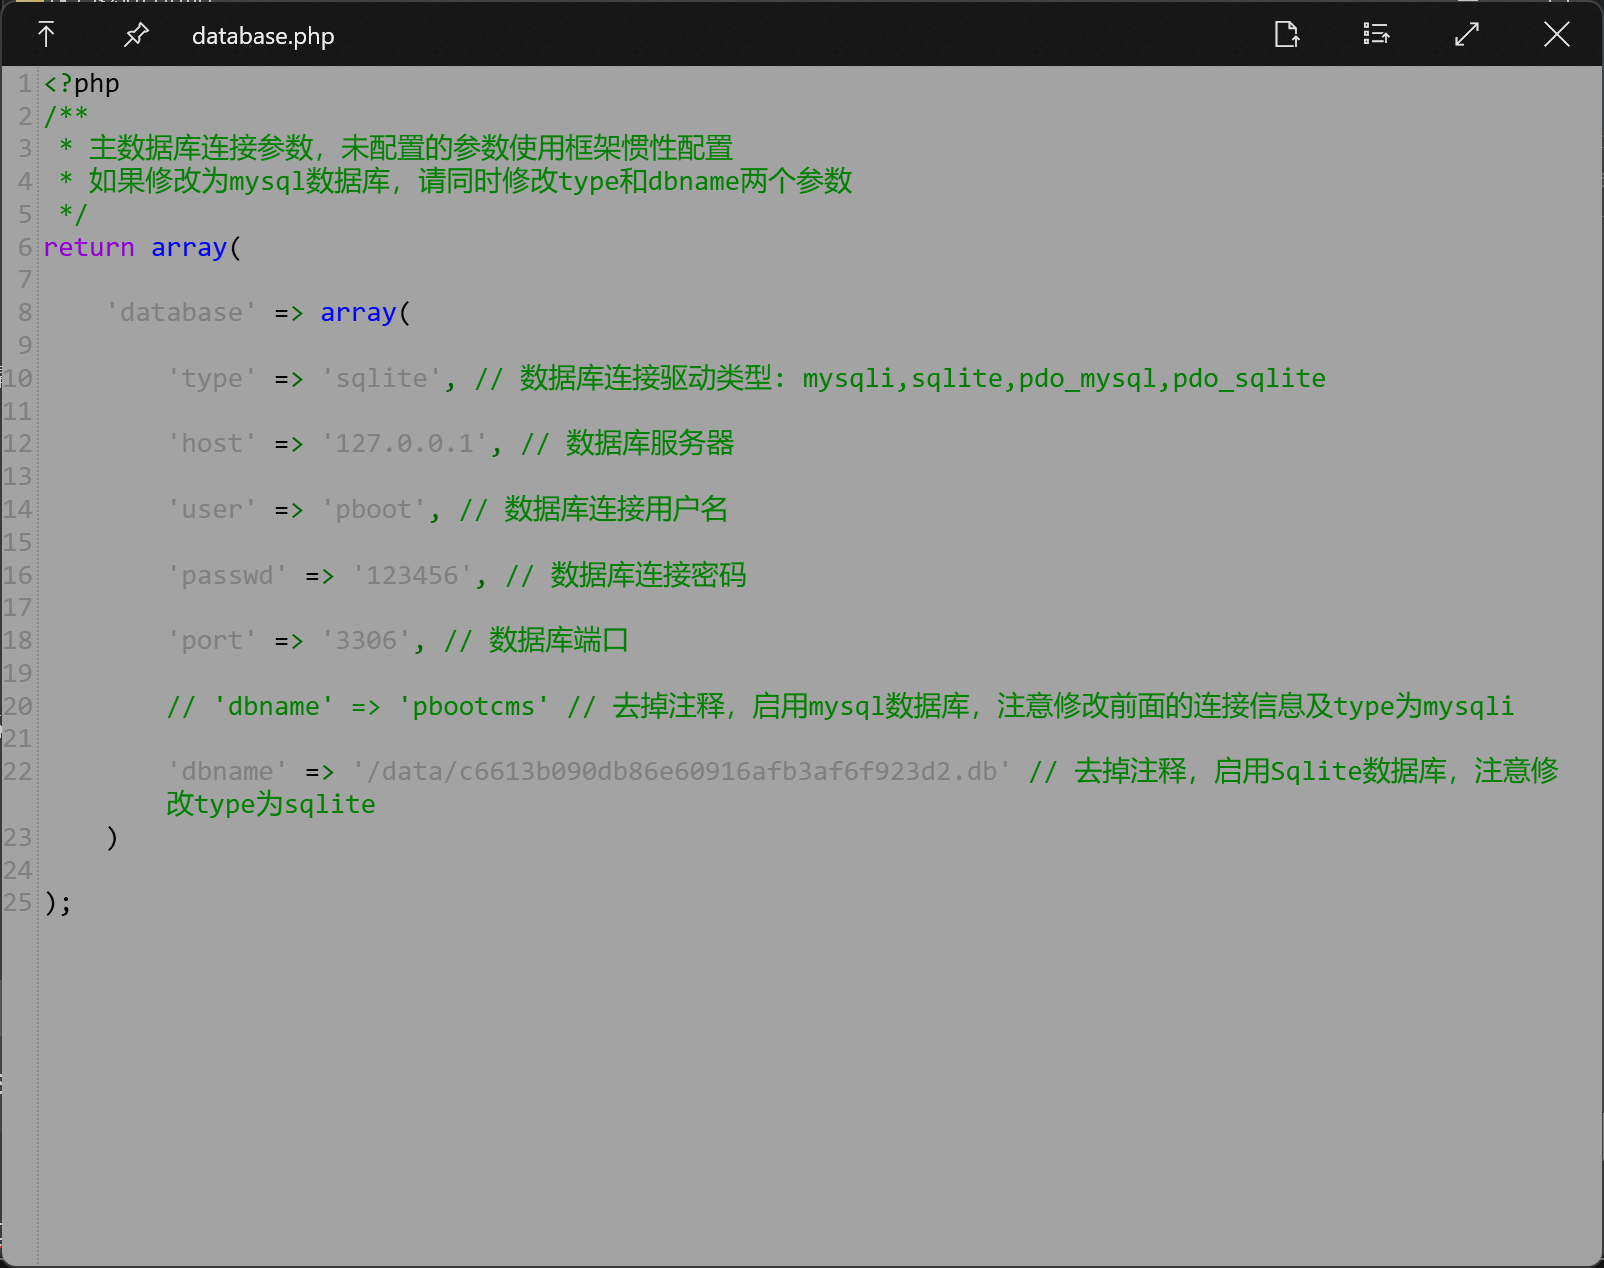 database.php
1 <?php
2 /**
3  * 主数据库连接参数，未配置的参数使用框架惯性配置
4  * 如果修改为mysql数据库，请同时修改type和dbname两个参数
5  */
6 return array(
7
8     'database' => array(
9
10         'type' => 'sqlite', // 数据库连接驱动类型: mysqli,sqlite,pdo_mysql,pdo_sqlite
11
12         'host' => '127.0.0.1', // 数据库服务器
13
14         'user' => 'pboot', // 数据库连接用户名
15
16         'passwd' => '123456', // 数据库连接密码
17
18         'port' => '3306', // 数据库端口
19
20         // 'dbname' => 'pbootcms' // 去掉注释，启用mysql数据库，注意修改前面的连接信息及type为mysqli
21
22         'dbname' => '/data/c6613b090db86e60916afb3af6f923d2.db' // 去掉注释，启用Sqlite数据库，注意修
改type为sqlite
23     )
24
25 );